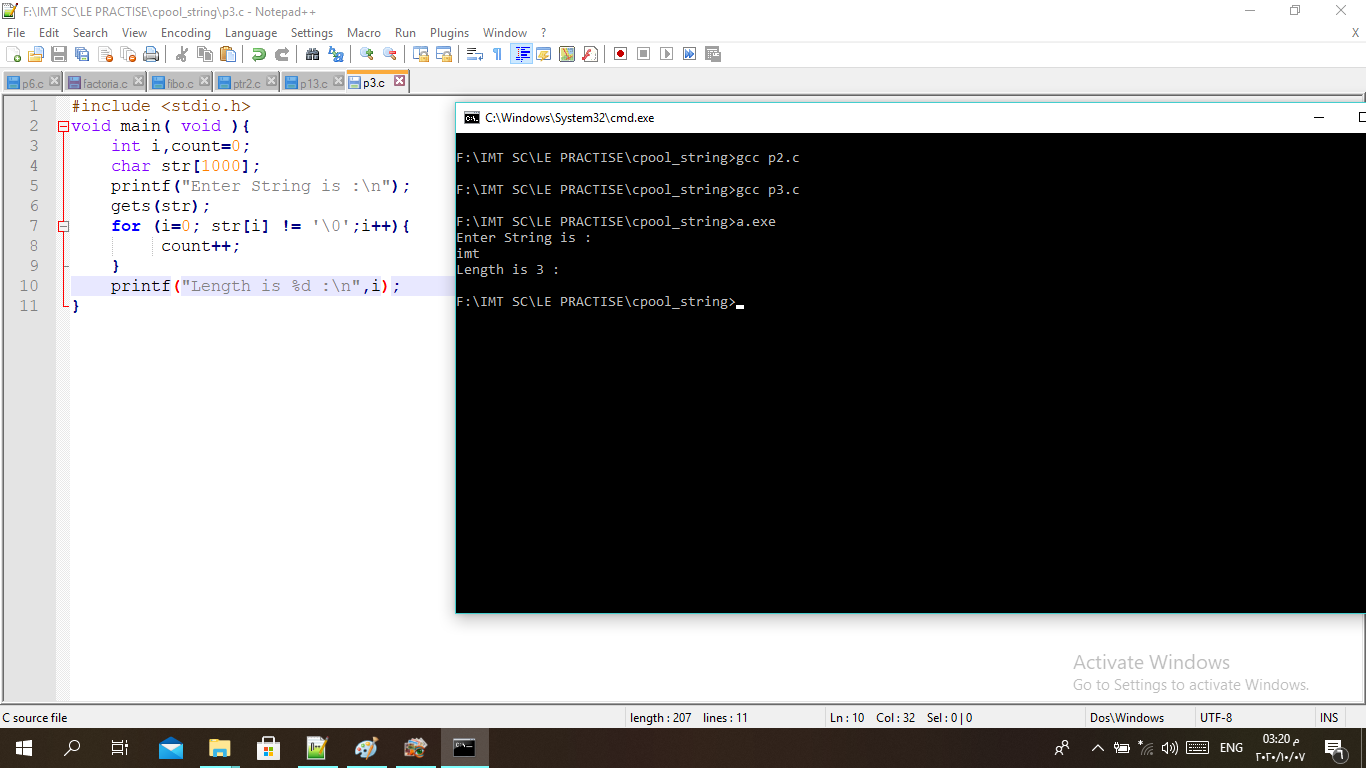 F:\IMT SC\LE PRACTISE\cpool_string\p3.c - Notepad++
File Edit Search View Encoding Language Settings Macro Run Plugins Window ? X
p6.c factoria.c fibo.c ptr2.c p13.c p3.c
1 #include <stdio.h>
2 void main( void ){
3 int i,count=0;
4 char str[1000];
5 printf("Enter String is :\n");
6 gets(str);
7 for (i=0; str[i] != '\0';i++){
8 count++;
9 }
10 printf("Length is %d :\n",i);
11 }
C:\Windows\System32\cmd.exe
F:\IMT SC\LE PRACTISE\cpool_string>gcc p2.c
F:\IMT SC\LE PRACTISE\cpool_string>gcc p3.c
F:\IMT SC\LE PRACTISE\cpool_string>a.exe
Enter String is :
imt
Length is 3 :
F:\IMT SC\LE PRACTISE\cpool_string>
Activate Windows
Go to Settings to activate Windows.
C source file length : 207 lines : 11 Ln : 10 Col : 32 Sel : 0 | 0 Dos\Windows UTF-8 INS
ENG 03:20 م
٢٠٢٠/١٠/٠٧
1